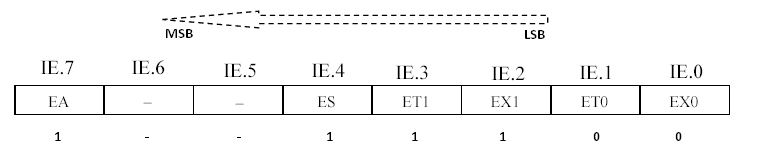 MSB LSB
IE.7 IE.6 IE.5 IE.4 IE.3 IE.2 IE.1 IE.0
EA – – ES ET1 EX1 ET0 EX0
1 - - 1 1 1 0 0